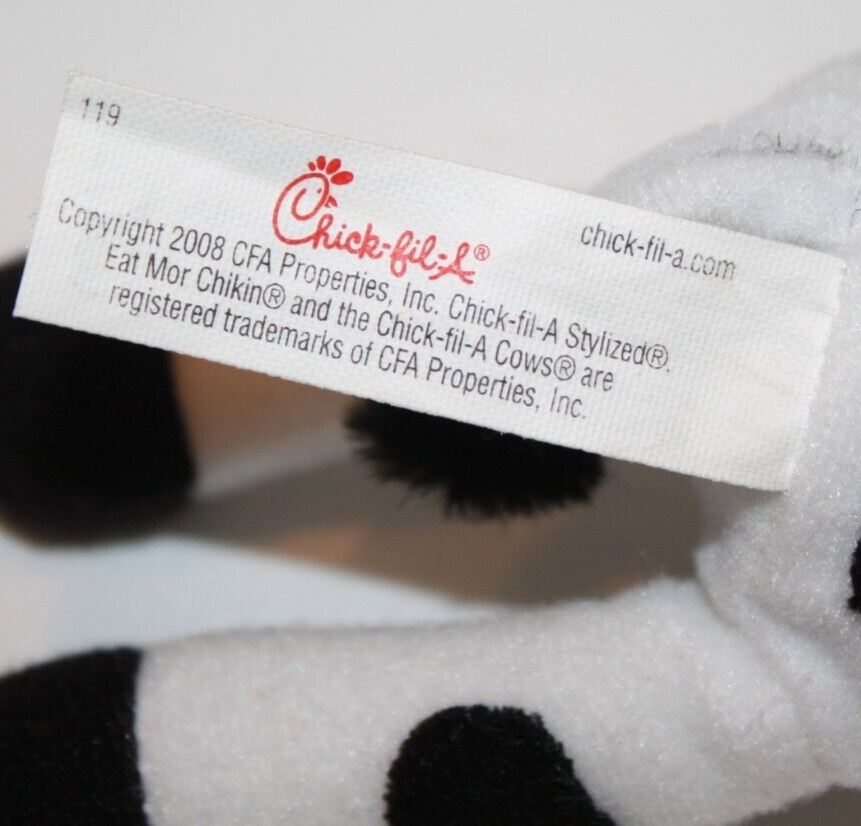 119
Chick-fil-A®
chick-fil-a.com
Copyright 2008 CFA Properties, Inc. Chick-fil-A Stylized®,
Eat Mor Chikin® and the Chick-fil-A Cows® are
registered trademarks of CFA Properties, Inc.